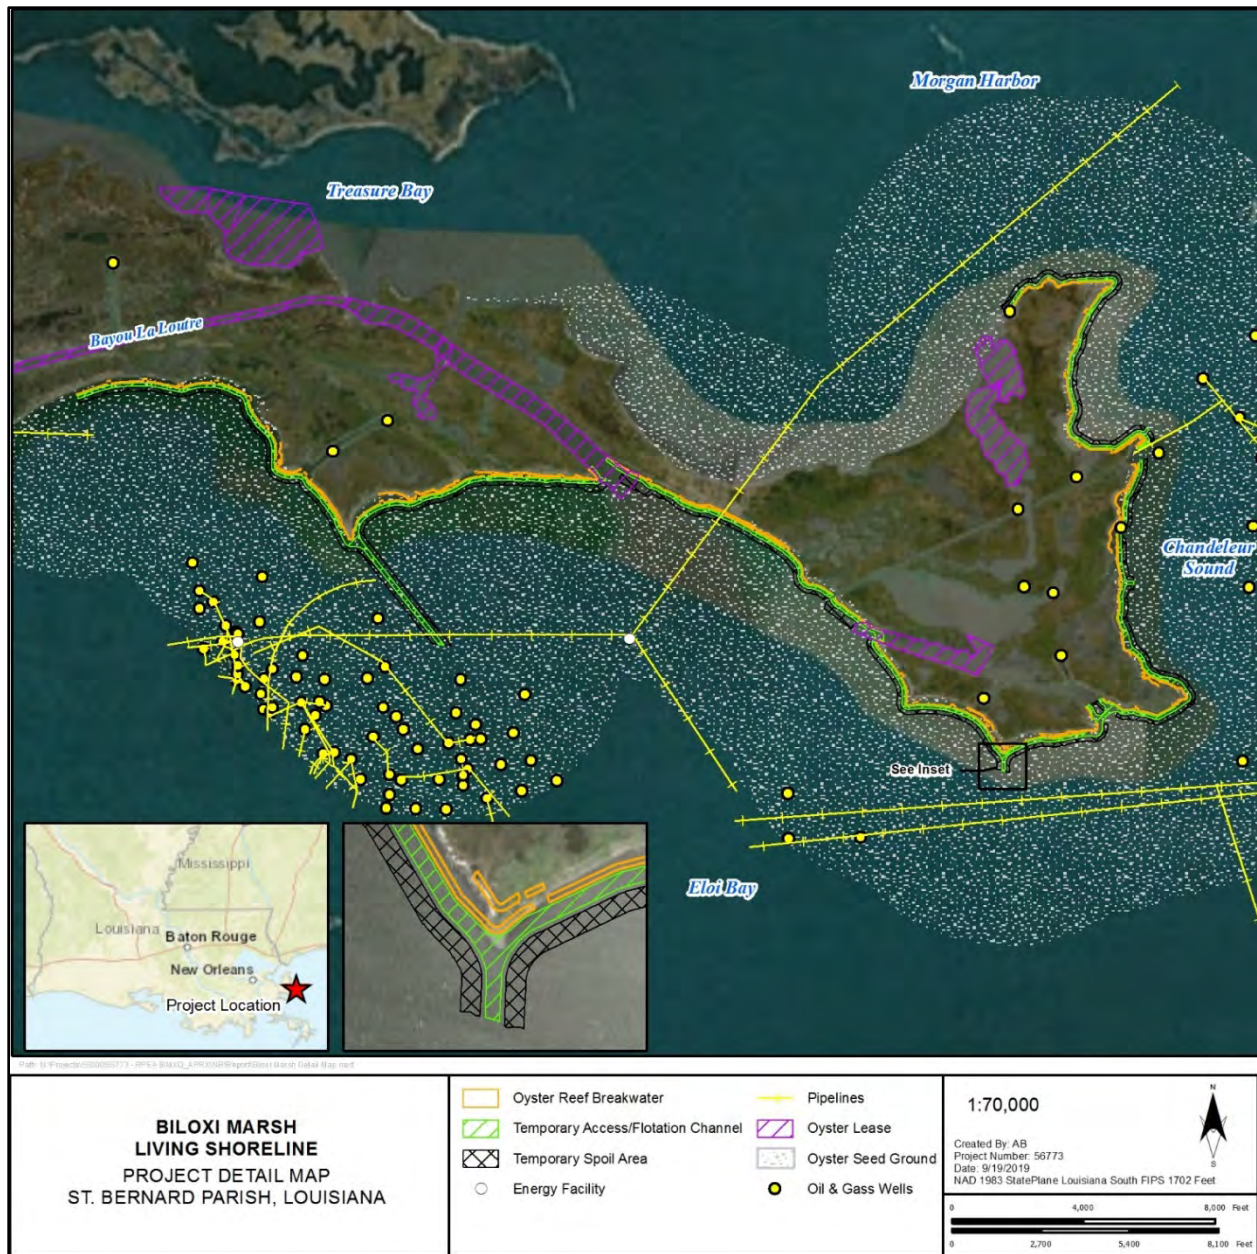 Morgan Harbor
Treasure Bay
Bayou La Loutre
Chandeleur
Sound
See Inset
Eloi Bay
Mississippi
Louisiana
Baton Rouge
New Orleans
Project Location
BILOXI MARSH
LIVING SHORELINE
PROJECT DETAIL MAP
ST. BERNARD PARISH, LOUISIANA
Oyster Reef Breakwater
Temporary Access/Flotation Channel
Temporary Spoil Area
Energy Facility
Pipelines
Oyster Lease
Oyster Seed Ground
Oil & Gass Wells
1:70,000
N
S
Created By: AB
Project Number: 56773
Date: 9/19/2019
NAD 1983 StatePlane Louisiana South FIPS 1702 Feet
0 4,000 8,000 Feet
0 2,700 5,400 8,100 Feet